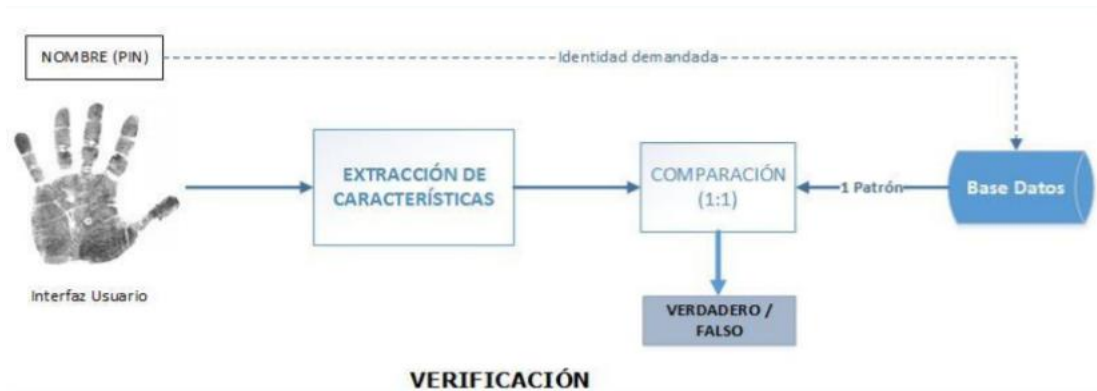 NOMBRE (PIN)
Identidad demandada
EXTRACCIÓN DE
CARACTERÍSTICAS
COMPARACIÓN
(1:1)
1 Patrón
Base Datos
Interfaz Usuario
VERDADERO /
FALSO
VERIFICACIÓN